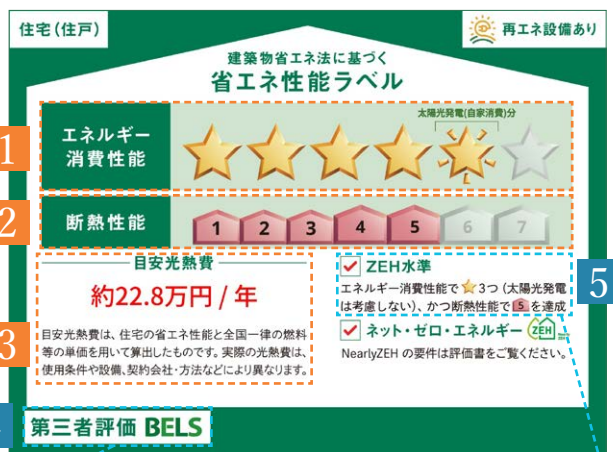 住宅(住戸)
再エネ設備あり
建築物省エネ法に基づく
省エネ性能ラベル
1
エネルギー
消費性能
太陽光発電(自家消費)分
2
断熱性能
1 2 3 4 5 6 7
目安光熱費
約22.8万円 / 年
3
目安光熱費は、住宅の省エネ性能と全国一律の燃料
等の単価を用いて算出したものです。実際の光熱費は、
使用条件や設備、契約会社・方法などにより異なります。
ZEH水準
エネルギー消費性能で3つ (太陽光発電
は考慮しない)、かつ断熱性能で5を達成
5
ネット・ゼロ・エネルギー ZEH
NearlyZEH の要件は評価書をご覧ください。
第三者評価 BELS